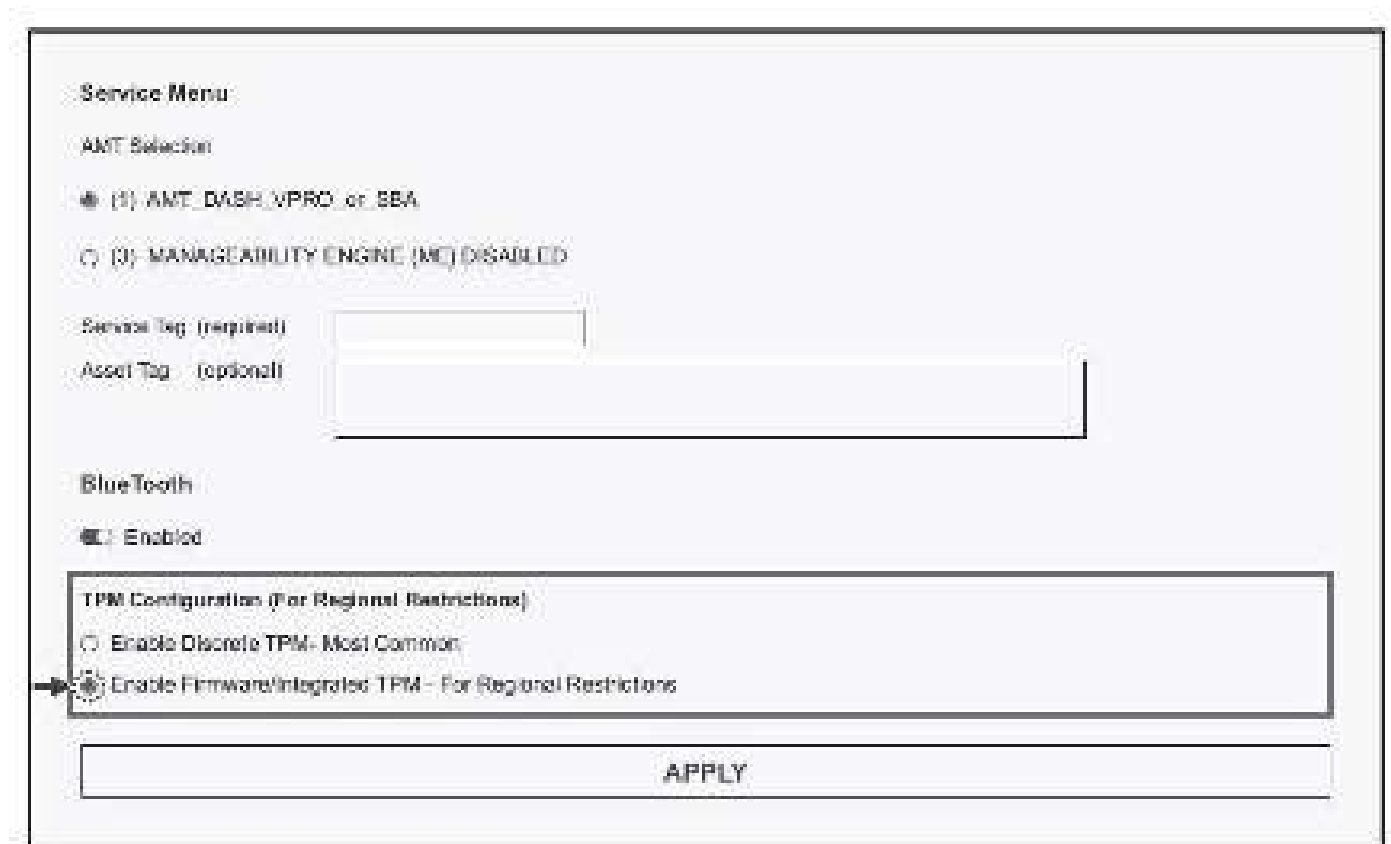 Service Menu
AMT Selection
(1) AMT_DASH_VPRO_or_SBA
(3) MANAGEABILITY ENGINE (ME) DISABLED
Service Tag (required)
Asset Tag (optional)
BlueTooth
Enabled
TPM Configuration (For Regional Restrictions)
Enable Discrete TPM- Most Common
Enable Firmware/Integrated TPM - For Regional Restrictions
APPLY